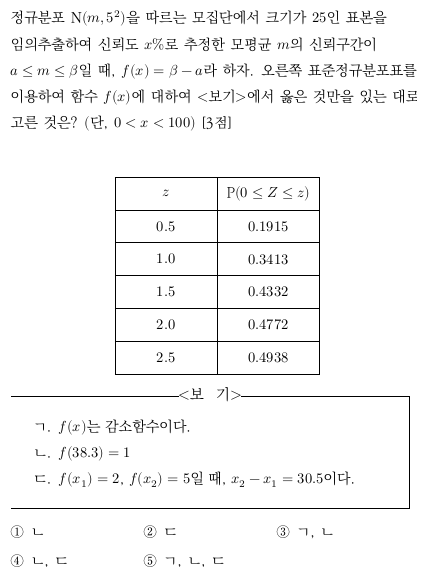 정규분포 N(m, 5²)을 따르는 모집단에서 크기가 25인 표본을
임의추출하여 신뢰도 x%로 추정한 모평균 m의 신뢰구간이
a ≤ m ≤ β일 때, f(x) = β − a라 하자. 오른쪽 표준정규분포표를
이용하여 함수 f(x)에 대하여 <보기>에서 옳은 것만을 있는 대로
고른 것은? (단, 0 < x < 100) [3점]
z P(0 ≤ Z ≤ z)
0.5 0.1915
1.0 0.3413
1.5 0.4332
2.0 0.4772
2.5 0.4938
<보 기>
ㄱ. f(x)는 감소함수이다.
ㄴ. f(38.3) = 1
ㄷ. f(x₁) = 2, f(x₂) = 5일 때, x₂ − x₁ = 30.5이다.
① ㄴ ② ㄷ ③ ㄱ, ㄴ
④ ㄴ, ㄷ ⑤ ㄱ, ㄴ, ㄷ